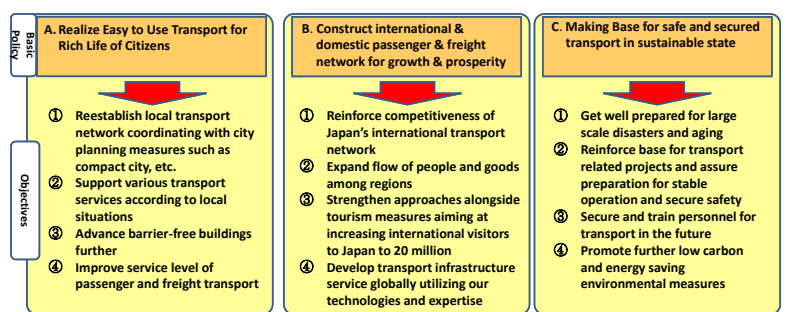 Basic
Policy
A. Realize Easy to Use Transport for
Rich Life of Citizens
B. Construct international &
domestic passenger & freight
network for growth & prosperity
C. Making Base for safe and secured
transport in sustainable state
Objectives
① Reestablish local transport
network coordinating with city
planning measures such as
compact city, etc.
② Support various transport
services according to local
situations
③ Advance barrier-free buildings
further
④ Improve service level of
passenger and freight transport
① Reinforce competitiveness of
Japan's international transport
network
② Expand flow of people and goods
among regions
③ Strengthen approaches alongside
tourism measures aiming at
increasing international visitors
to Japan to 20 million
④ Develop transport infrastructure
service globally utilizing our
technologies and expertise
① Get well prepared for large
scale disasters and aging
② Reinforce base for transport
related projects and assure
preparation for stable
operation and secure safety
③ Secure and train personnel for
transport in the future
④ Promote further low carbon
and energy saving
environmental measures